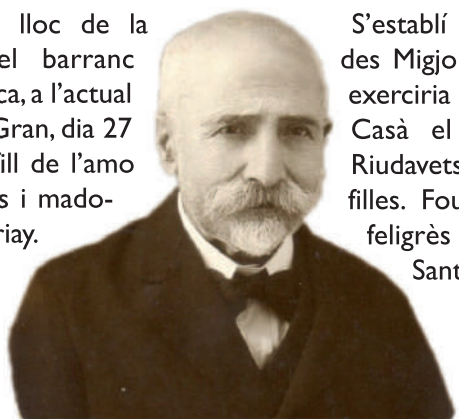 lloc de la
el barranc
ca, a l'actual
Gran, dia 27
fill de l'amo
s i mado-
riay.
S'establí
des Migjo
exerciria
Casà el
Riudavets
filles. Fou
feligrès
Sant